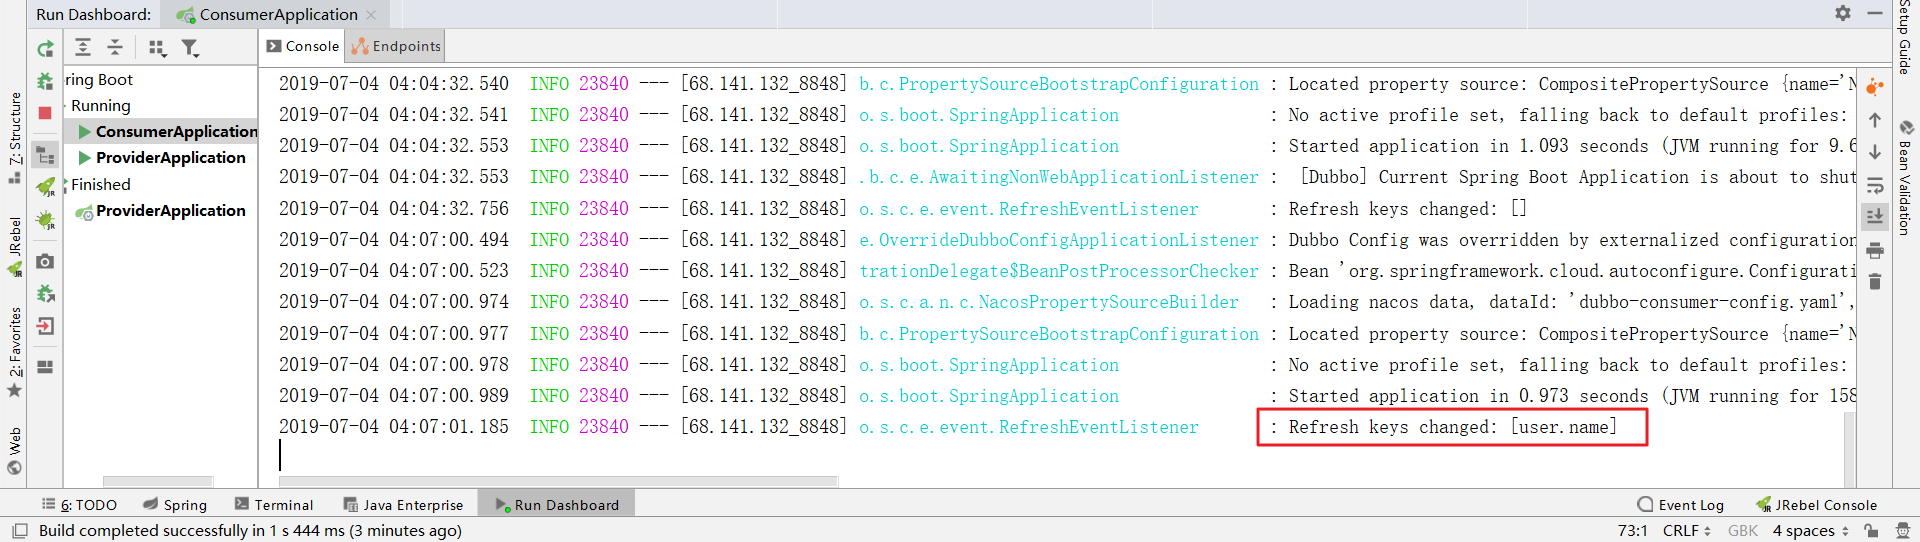 Run Dashboard:
ConsumerApplication
Console
Endpoints
ring Boot
Running
ConsumerApplication
ProviderApplication
Finished
ProviderApplication
2019-07-04 04:04:32.540 INFO 23840 --- [68.141.132_8848] b.c.PropertySourceBootstrapConfiguration : Located property source: CompositePropertySource {name='N
2019-07-04 04:04:32.541 INFO 23840 --- [68.141.132_8848] o.s.boot.SpringApplication : No active profile set, falling back to default profiles:
2019-07-04 04:04:32.553 INFO 23840 --- [68.141.132_8848] o.s.boot.SpringApplication : Started application in 1.093 seconds (JVM running for 9.6
2019-07-04 04:04:32.553 INFO 23840 --- [68.141.132_8848] .b.c.e.AwaitingNonWebApplicationListener : [Dubbo] Current Spring Boot Application is about to shut
2019-07-04 04:04:32.756 INFO 23840 --- [68.141.132_8848] o.s.c.e.event.RefreshEventListener : Refresh keys changed: []
2019-07-04 04:07:00.494 INFO 23840 --- [68.141.132_8848] e.OverrideDubboConfigApplicationListener : Dubbo Config was overridden by externalized configuration
2019-07-04 04:07:00.523 INFO 23840 --- [68.141.132_8848] trationDelegate$BeanPostProcessorChecker : Bean 'org.springframework.cloud.autoconfigure.Configurati
2019-07-04 04:07:00.974 INFO 23840 --- [68.141.132_8848] o.s.c.a.n.c.NacosPropertySourceBuilder : Loading nacos data, dataId: 'dubbo-consumer-config.yaml',
2019-07-04 04:07:00.977 INFO 23840 --- [68.141.132_8848] b.c.PropertySourceBootstrapConfiguration : Located property source: CompositePropertySource {name='N
2019-07-04 04:07:00.978 INFO 23840 --- [68.141.132_8848] o.s.boot.SpringApplication : No active profile set, falling back to default profiles:
2019-07-04 04:07:00.989 INFO 23840 --- [68.141.132_8848] o.s.boot.SpringApplication : Started application in 0.973 seconds (JVM running for 158
2019-07-04 04:07:01.185 INFO 23840 --- [68.141.132_8848] o.s.c.e.event.RefreshEventListener : Refresh keys changed: [user.name]
7: Structure
JRebel
2: Favorites
Web
Setup Guide
Bean Validation
6: TODO
Spring
Terminal
Java Enterprise
Run Dashboard
Event Log
JRebel Console
Build completed successfully in 1 s 444 ms (3 minutes ago)
73:1
CRLF
GBK
4 spaces